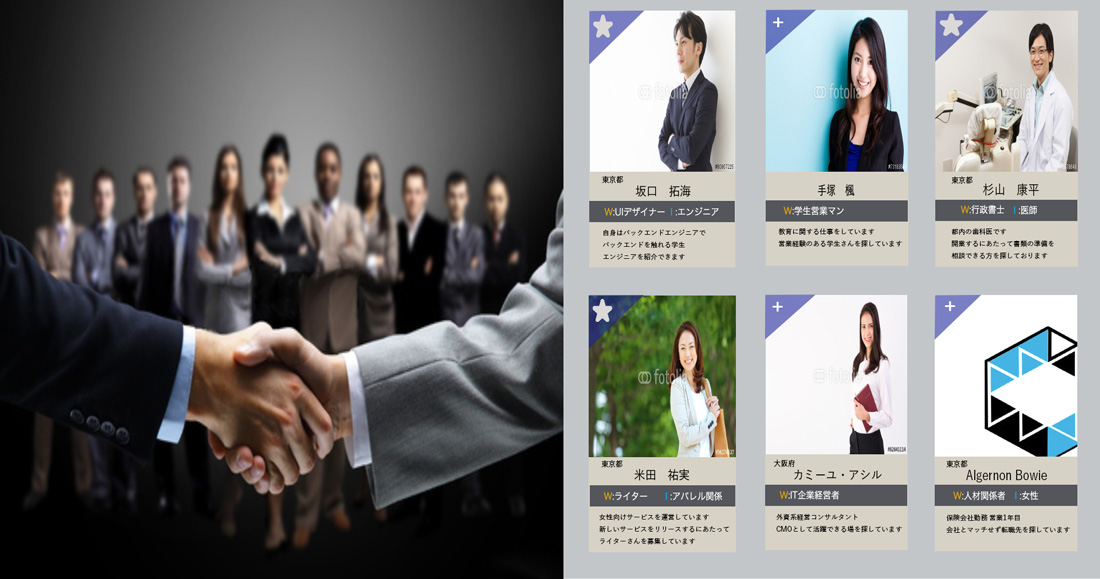 fotolia
東京都
坂口　拓海
W:UIデザイナー I:エンジニア
自身はバックエンドエンジニアで
バックエンドを触れる学生
エンジニアを紹介できます
fotolia
手塚　楓
W:学生営業マン
教育に関する仕事をしています
営業経験のある学生さんを探しています
fotolia
東京都
杉山　康平
W:行政書士 I:医師
都内の歯科医です
開業するにあたって書類の準備を
相談できる方を探しております
fotolia
東京都
米田　祐実
W:ライター I:アパレル関係
女性向けサービスを運営しています
新しいサービスをリリースするにあたって
ライターさんを募集しています
fotolia
大阪府
カミーユ・アシル
W:IT企業経営者
外資系経営コンサルタント
CMOとして活躍できる場を探しています
東京都
Algernon Bowie
W:人材関係者 I:女性
保険会社勤務 営業1年目
会社とマッチせず転職先を探しています